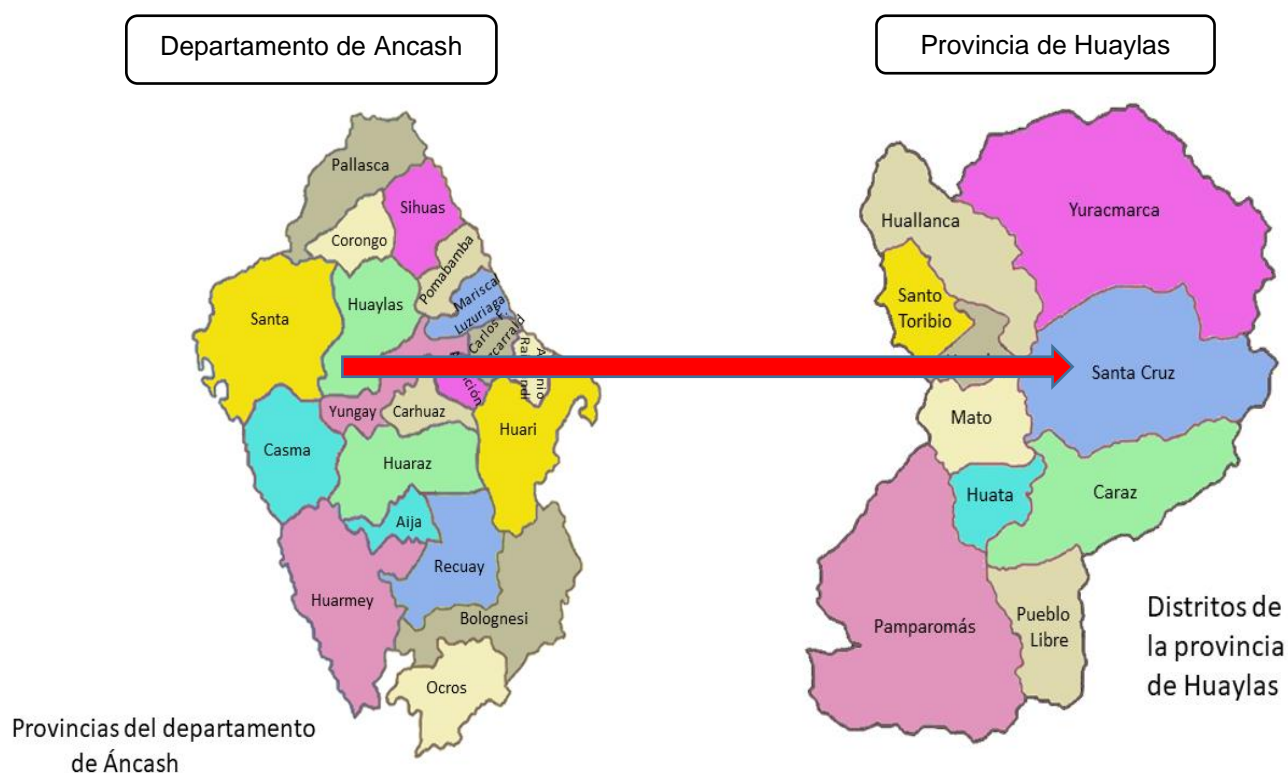 Departamento de Ancash
Provincia de Huaylas
Pallasca
Sihuas
Corongo
Pomabamba
Huaylas
Mariscal
Luzuriaga
Santa
Carlos F.
Yungay
Carhuaz
Huari
Casma
Huaraz
Aija
Recuay
Huarmey
Bolognesi
Ocros
Provincias del departamento
de Áncash
Yuracmarca
Huallanca
Santo
Toribio
Santa Cruz
Mato
Huata
Caraz
Pamparomás
Pueblo
Libre
Distritos de
la provincia
de Huaylas